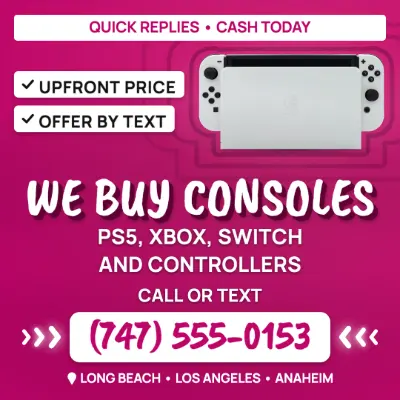 QUICK REPLIES • CASH TODAY
✓ UPFRONT PRICE
✓ OFFER BY TEXT
WE BUY CONSOLES
PS5, XBOX, SWITCH
AND CONTROLLERS
CALL OR TEXT
(747) 555-0153
LONG BEACH • LOS ANGELES • ANAHEIM